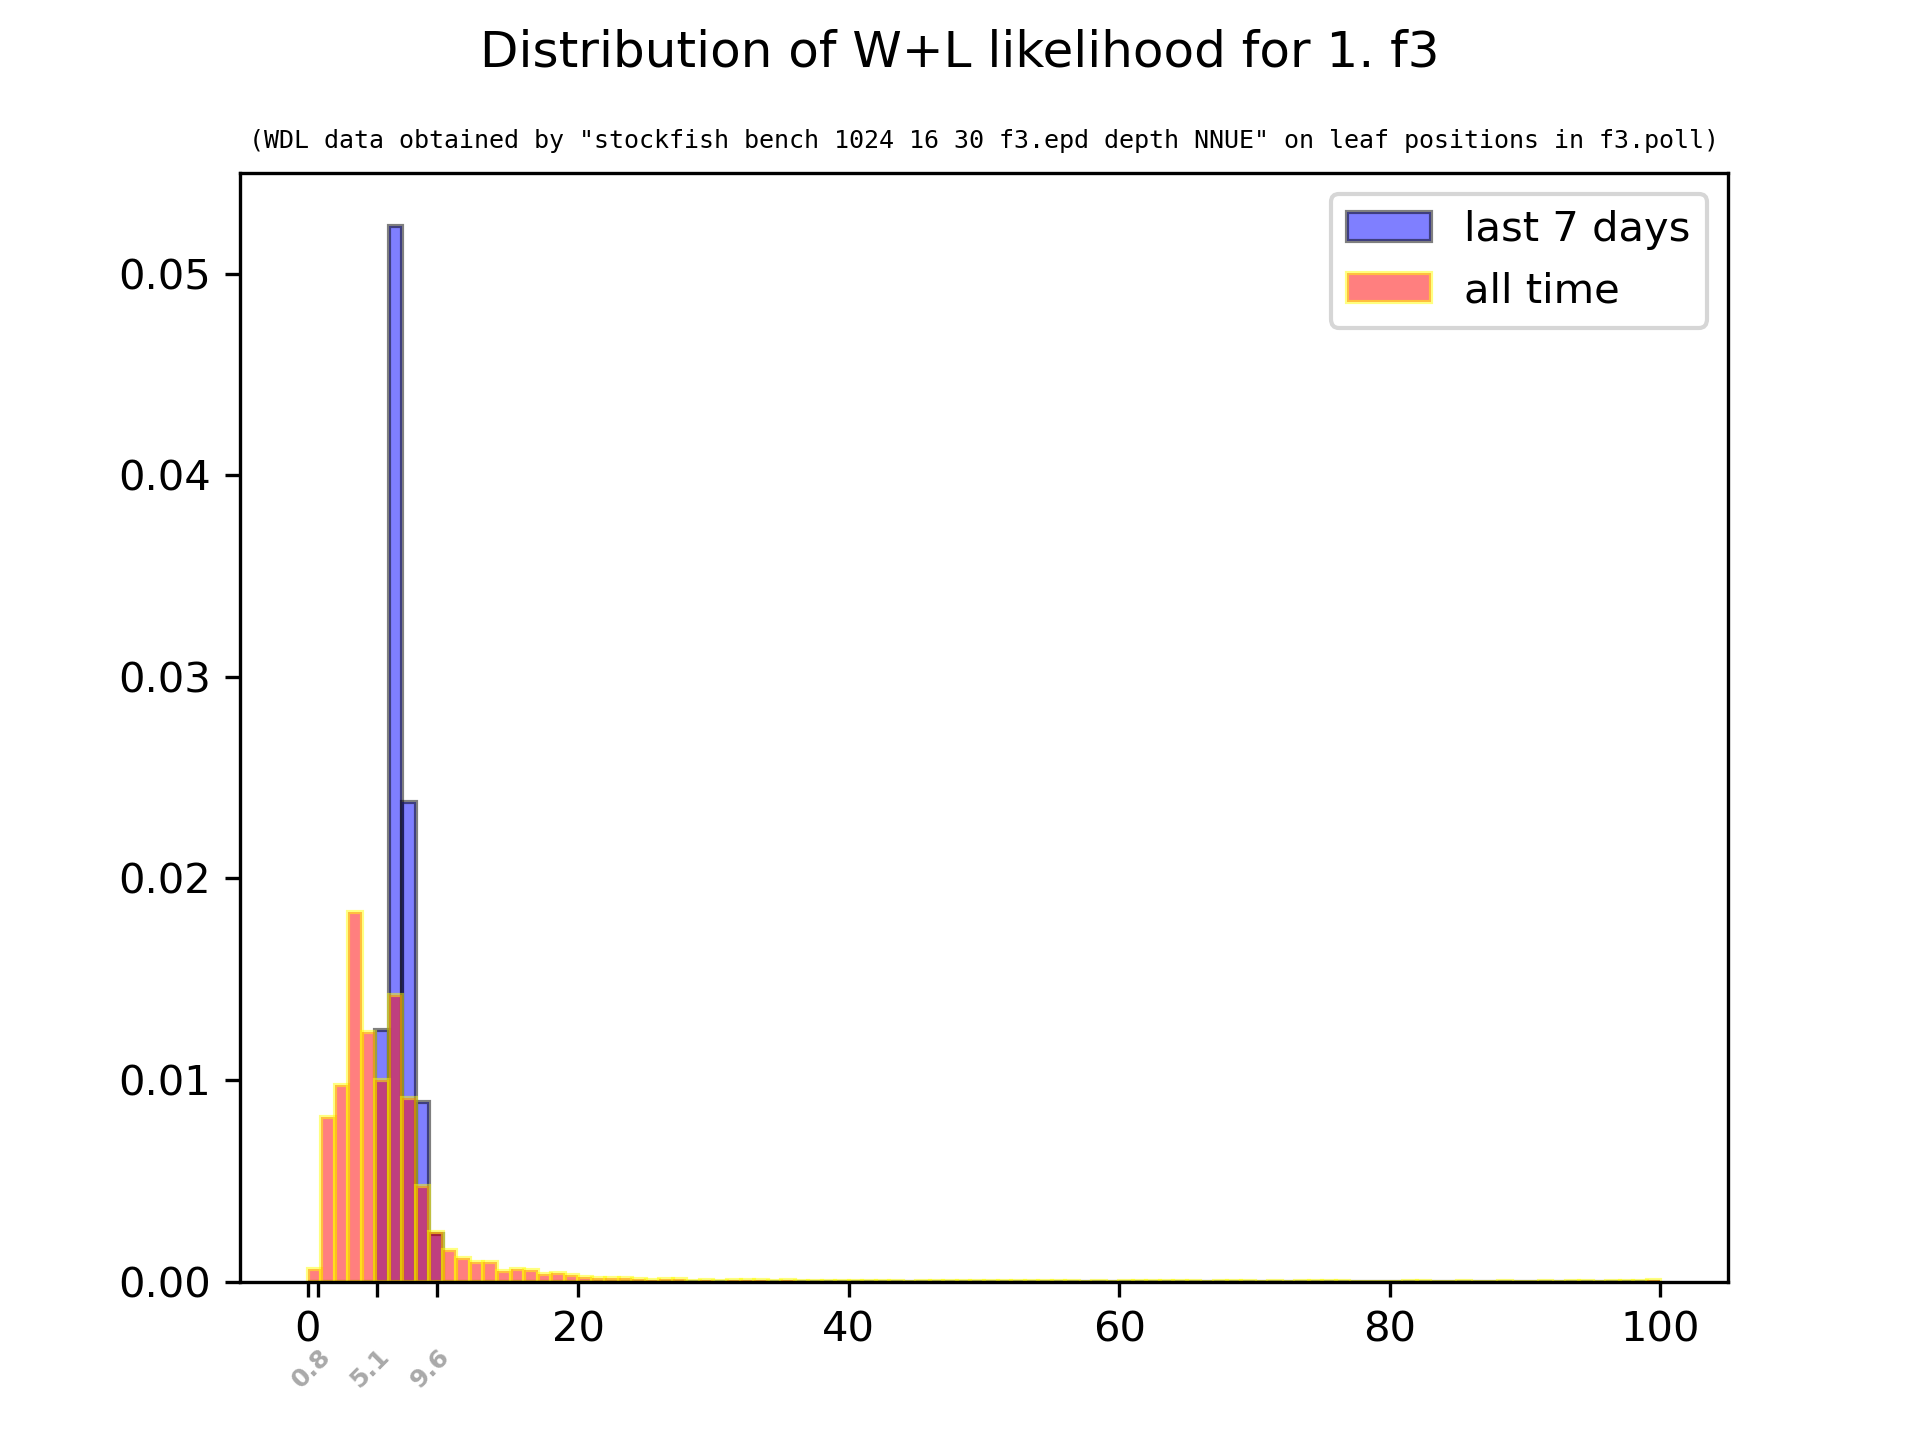 Distribution of W+L likelihood for 1. f3
(WDL data obtained by "stockfish bench 1024 16 30 f3.epd depth NNUE" on leaf positions in f3.poll)
last 7 days
all time
0.05
0.04
0.03
0.02
0.01
0.00
0 20 40 60 80 100
0.8 5.1 9.6